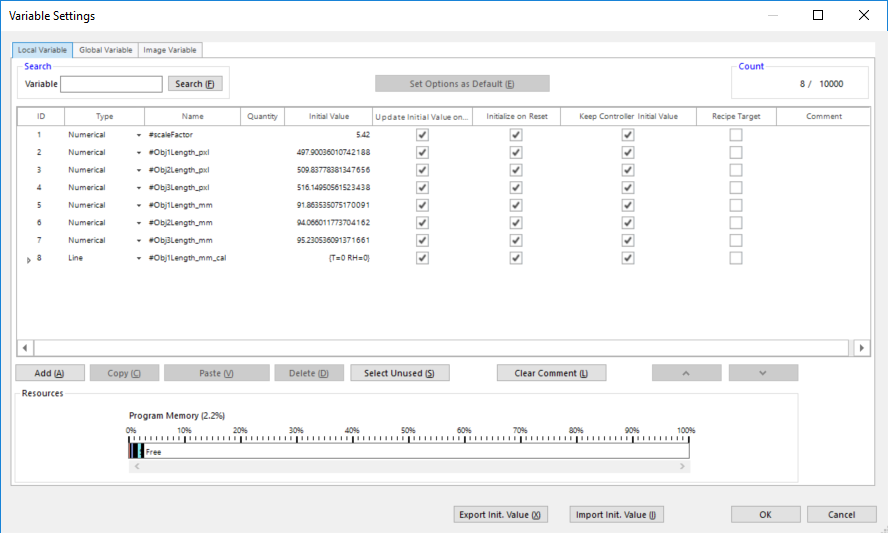 Variable Settings
Local Variable Global Variable Image Variable
Search
Variable Search (F)
Set Options as Default (E)
Count
8 / 10000
ID Type Name Quantity Initial Value Update Initial Value on... Initialize on Reset Keep Controller Initial Value Recipe Target Comment
1 Numerical #scaleFactor 5.42
2 Numerical #Obj1Length_pxl 497.90036010742188
3 Numerical #Obj2Length_pxl 509.83778381347656
4 Numerical #Obj3Length_pxl 516.14950561523438
5 Numerical #Obj1Length_mm 91.863535075170091
6 Numerical #Obj2Length_mm 94.066011773704162
7 Numerical #Obj3Length_mm 95.230536091371661
8 Line #Obj1Length_mm_cal (T=0 RH=0)
Add (A) Copy (C) Paste (V) Delete (D) Select Unused (S) Clear Comment (L)
Resources
Program Memory (2.2%)
0% 10% 20% 30% 40% 50% 60% 70% 80% 90% 100%
Free
Export Init. Value (X) Import Init. Value (I) OK Cancel